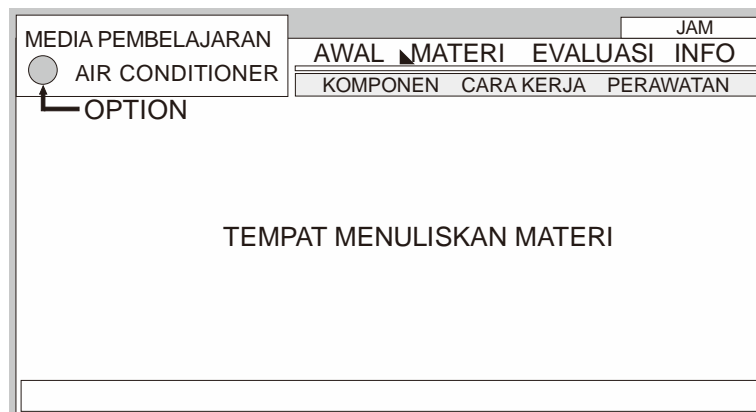 MEDIA PEMBELAJARAN
AIR CONDITIONER
OPTION
JAM
AWAL MATERI EVALUASI INFO
KOMPONEN CARA KERJA PERAWATAN
TEMPAT MENULISKAN MATERI